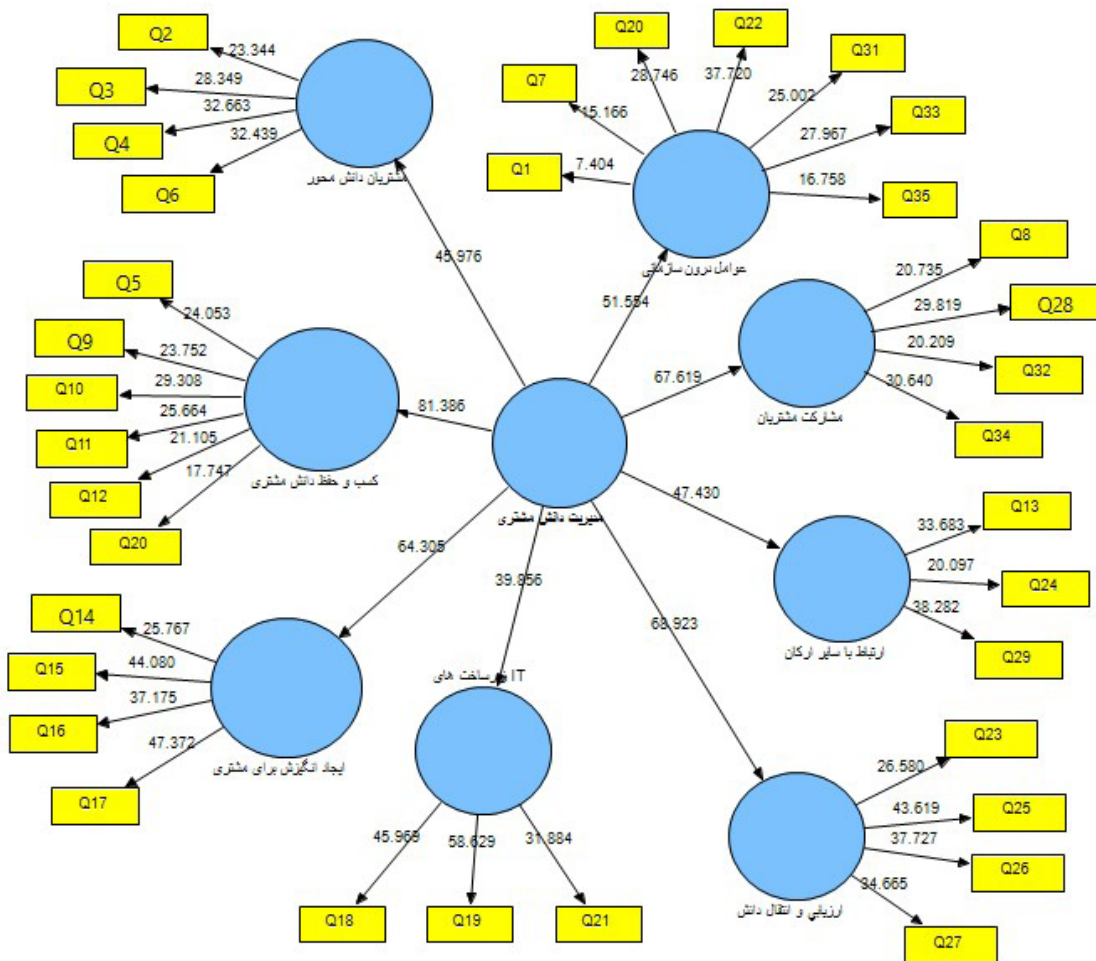 Q2
23.344
Q3
28.349
Q4
32.663
Q6
32.439
مشتریان دانش محور
45.976
Q20
28.746
Q22
37.720
Q31
25.002
Q7
15.166
Q33
27.967
Q1
7.404
Q35
16.758
عوامل درون سازمانی
51.554
Q8
20.735
Q28
29.819
Q32
20.209
Q34
30.640
مشارکت مشتریان
67.619
Q5
24.053
Q9
23.752
Q10
29.308
Q11
25.664
Q12
21.105
Q20
17.747
کسب و حفظ دانش مشتری
81.386
مدیریت دانش مشتری
47.430
Q13
33.683
Q24
20.097
Q29
38.282
ارتباط با سایر ارکان
64.305
Q14
25.767
Q15
44.080
Q16
37.175
Q17
47.372
ایجاد انگیزش برای مشتری
39.856
زیرساخت های IT
Q18
45.969
Q19
58.629
Q21
31.884
68.923
Q23
26.580
Q25
43.619
Q26
37.727
Q27
34.665
ارزیابی و انتقال دانش